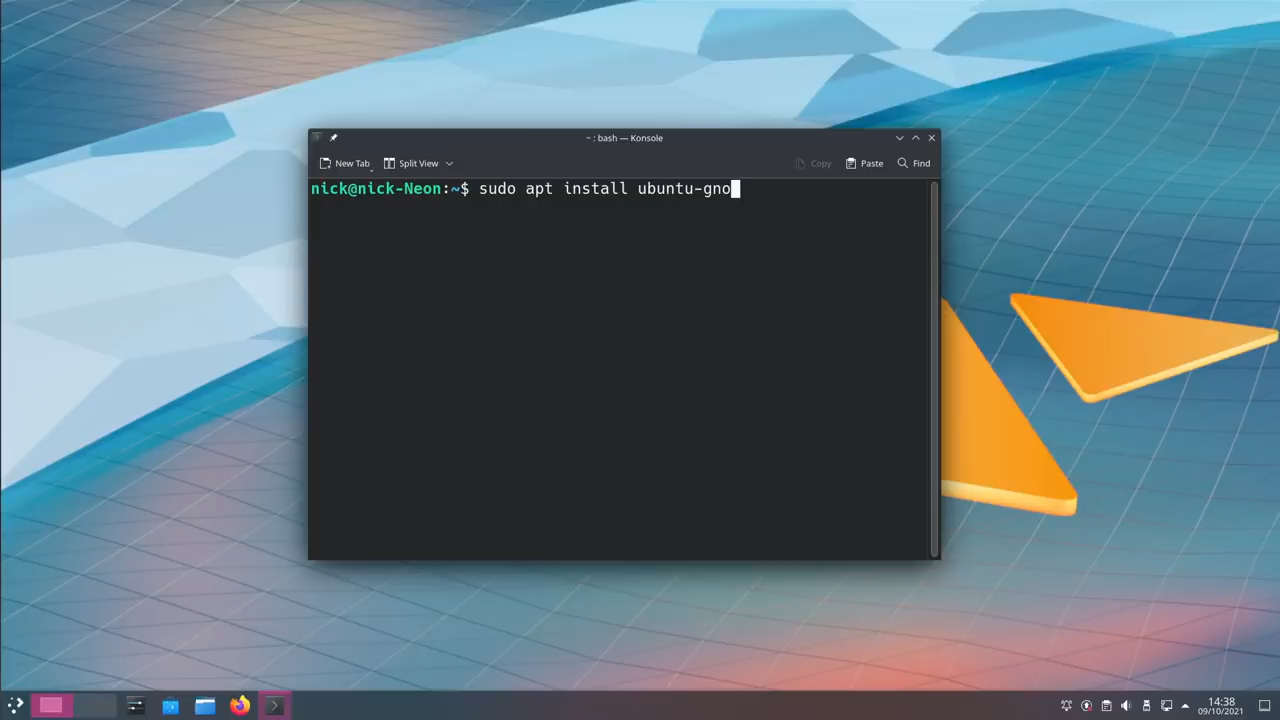 ~ : bash — Konsole
New Tab Split View Copy Paste Find
nick@nick-Neon:~$ sudo apt install ubuntu-gno
14:38
09/10/2021